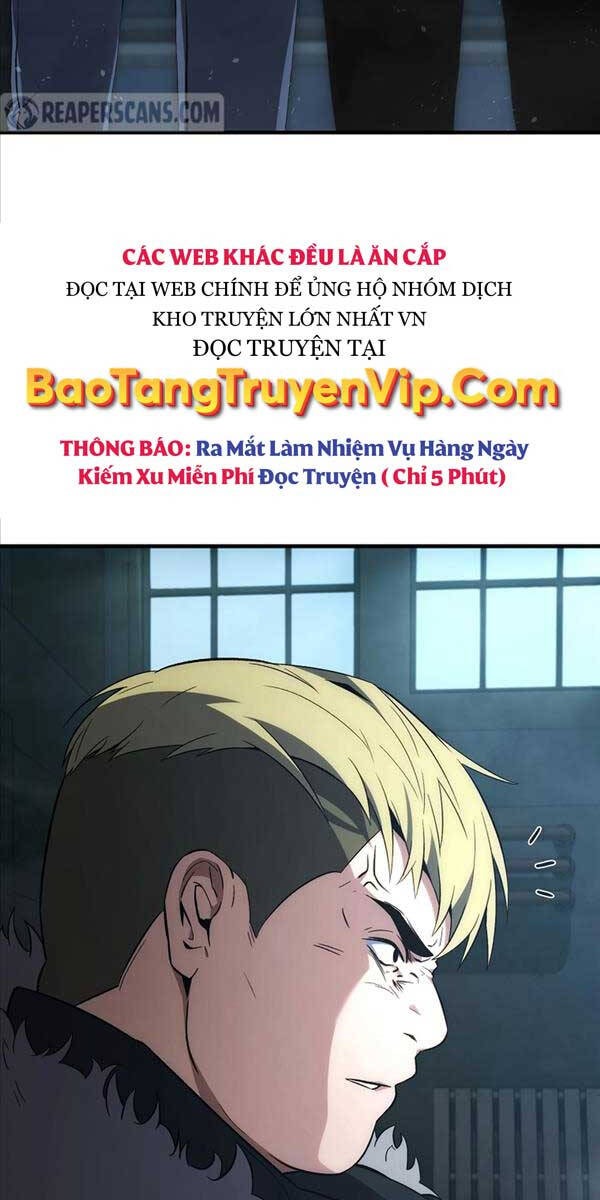 REAPERSCANS.COM
CÁC WEB KHÁC ĐỀU LÀ ĂN CẮP
ĐỌC TẠI WEB CHÍNH ĐỂ ỦNG HỘ NHÓM DỊCH
KHO TRUYỆN LỚN NHẤT VN
ĐỌC TRUYỆN TẠI
BaoTangTruyenVip.Com
THÔNG BÁO: Ra Mắt Làm Nhiệm Vụ Hàng Ngày
Kiếm Xu Miễn Phí Đọc Truyện ( Chỉ 5 Phút)